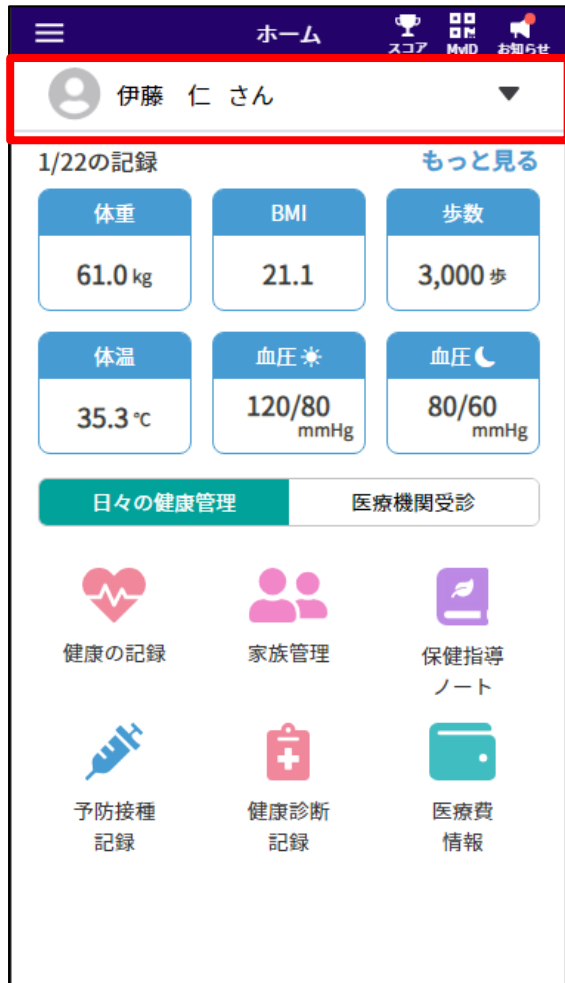 ホーム
スコア
MyID
お知らせ
伊藤 仁 さん
1/22の記録 もっと見る
体重 BMI 歩数
61.0 kg 21.1 3,000 歩
体温 血圧 血圧
35.3 ℃ 120/80 mmHg 80/60 mmHg
日々の健康管理 医療機関受診
健康の記録 家族管理 保健指導
ノート
予防接種 健康診断 医療費
記録 記録 情報